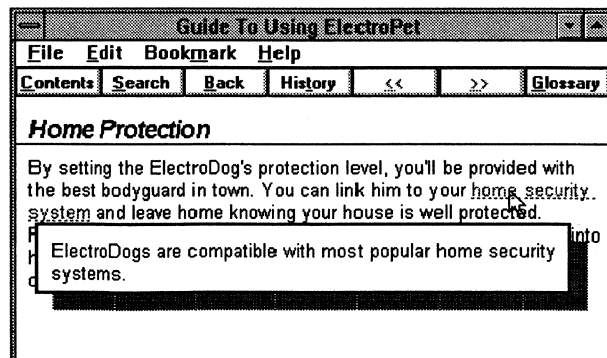 Guide To Using ElectroPet
File Edit Bookmark Help
Contents Search Back History << >> Glossary
Home Protection
By setting the ElectroDog's protection level, you'll be provided with
the best bodyguard in town. You can link him to your home security
system and leave home knowing your house is well protected.
into
ElectroDogs are compatible with most popular home security
systems.